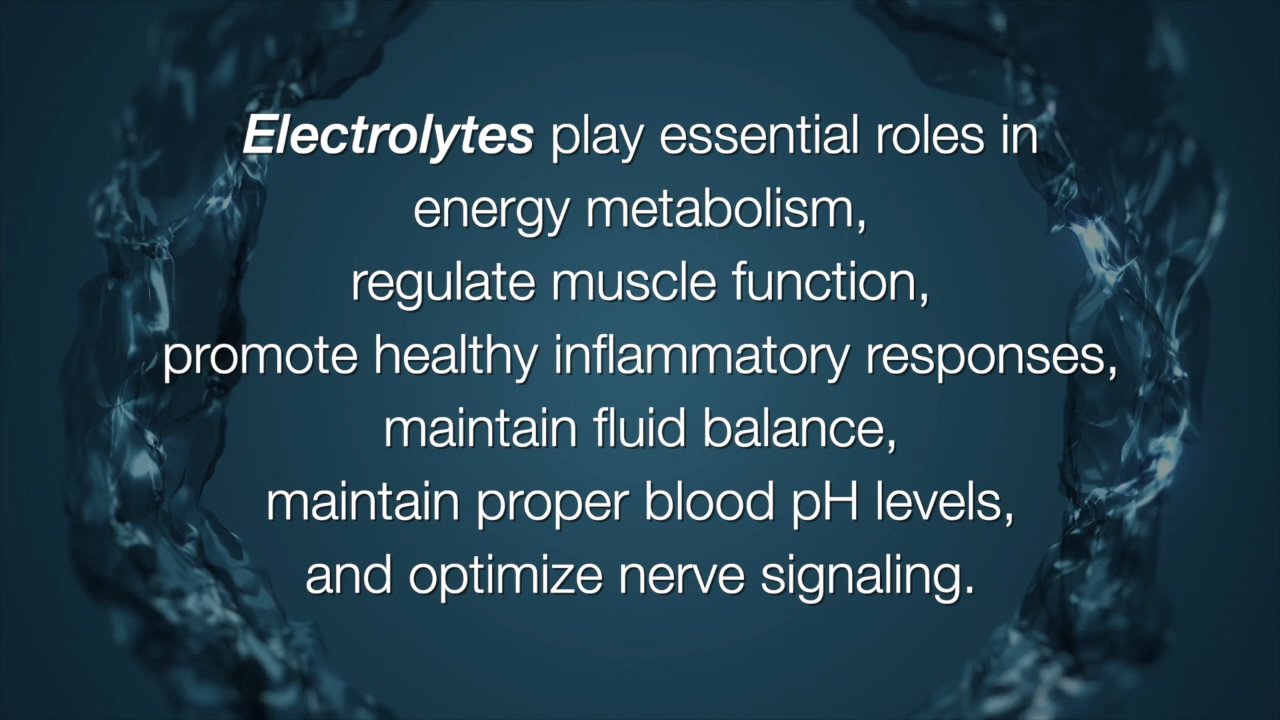 Electrolytes play essential roles in
energy metabolism,
regulate muscle function,
promote healthy inflammatory responses,
maintain fluid balance,
maintain proper blood pH levels,
and optimize nerve signaling.